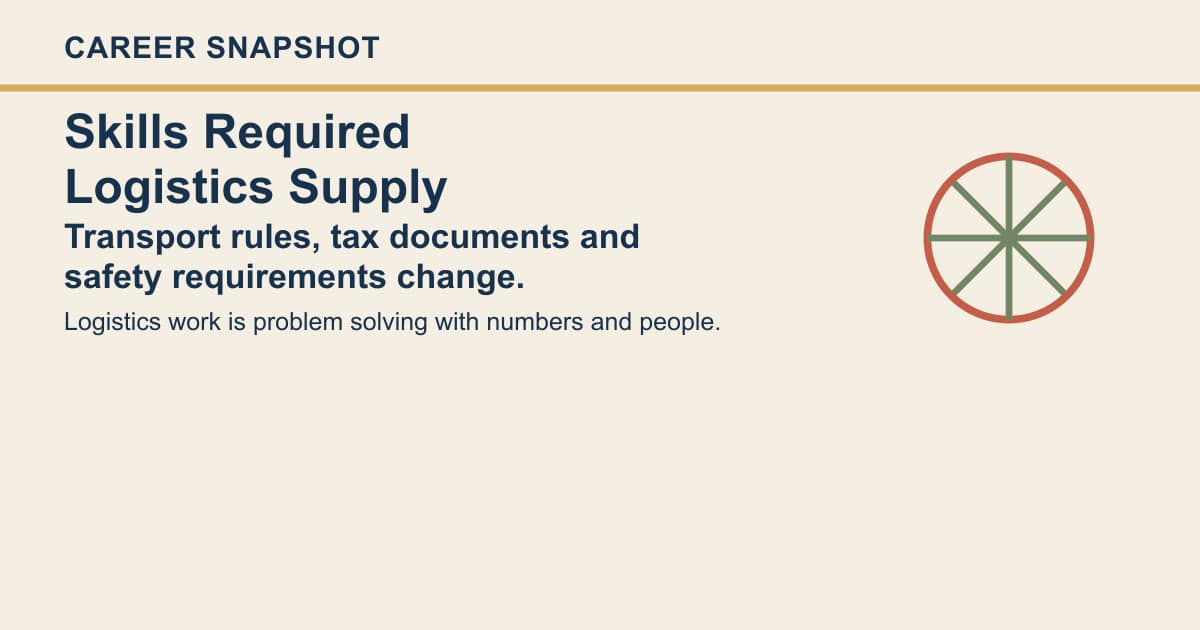 CAREER SNAPSHOT
Skills Required
Logistics Supply
Transport rules, tax documents and
safety requirements change.
Logistics work is problem solving with numbers and people.